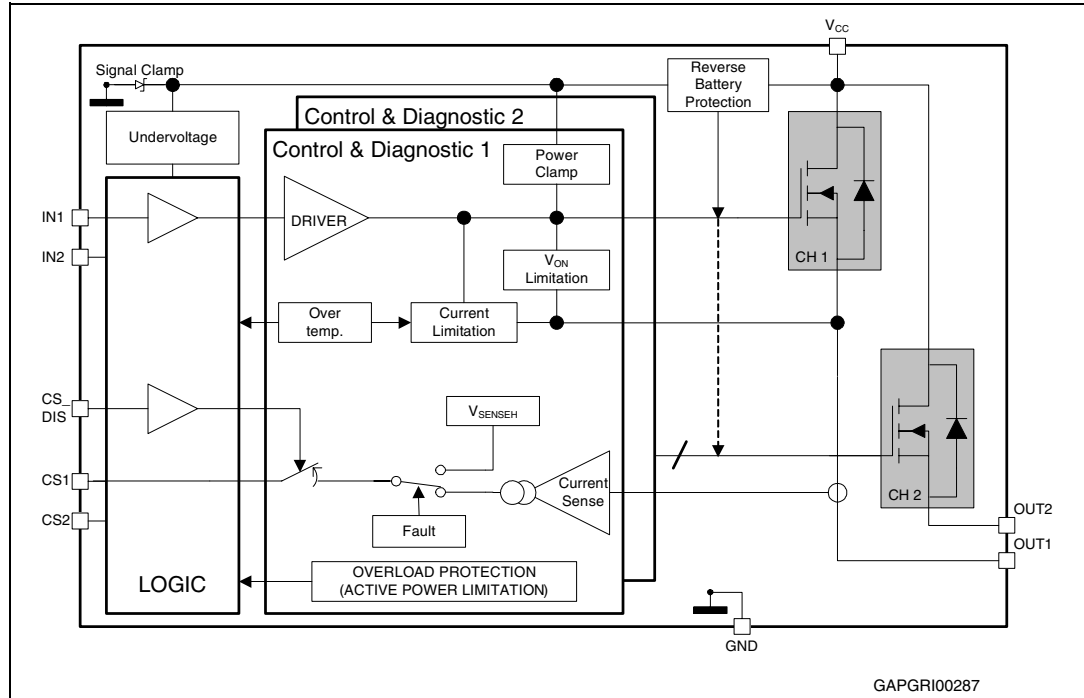 VCC
Signal Clamp
Reverse
Battery
Protection
Control & Diagnostic 2
Undervoltage
Control & Diagnostic 1
Power
Clamp
IN1
DRIVER
IN2
VON
Limitation
CH 1
Over
temp.
Current
Limitation
CS_
DIS
VSENSEH
CS1
Current
Sense
CH 2
Fault
CS2
OUT2
OUT1
LOGIC
OVERLOAD PROTECTION
(ACTIVE POWER LIMITATION)
GND
GAPGRI00287